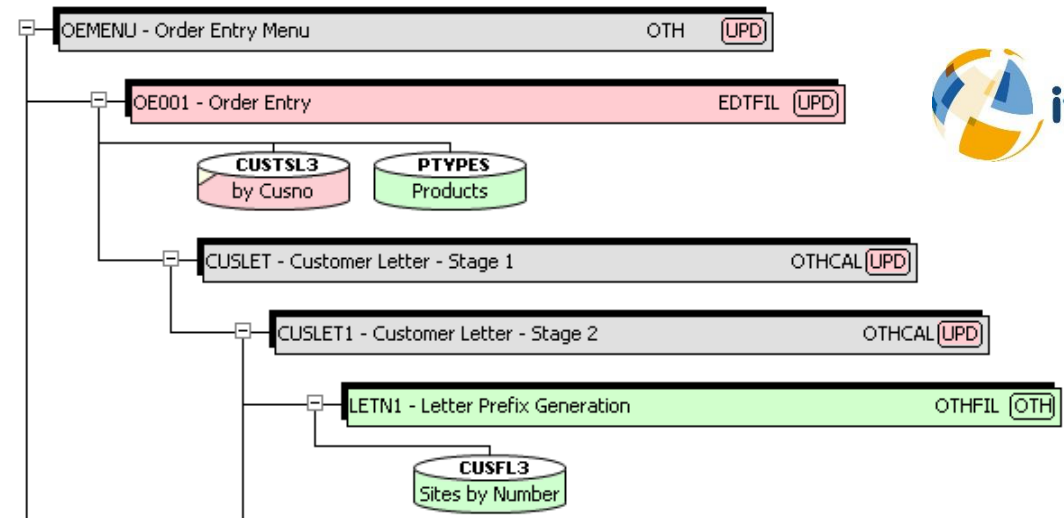 OEMENU - Order Entry Menu OTH UPD
OE001 - Order Entry EDTFIL UPD
CUSTSL3 PTYPES
by Cusno Products
CUSLET - Customer Letter - Stage 1 OTHCAL UPD
CUSLET1 - Customer Letter - Stage 2 OTHCAL UPD
LETN1 - Letter Prefix Generation OTHFIL OTH
CUSFL3
Sites by Number